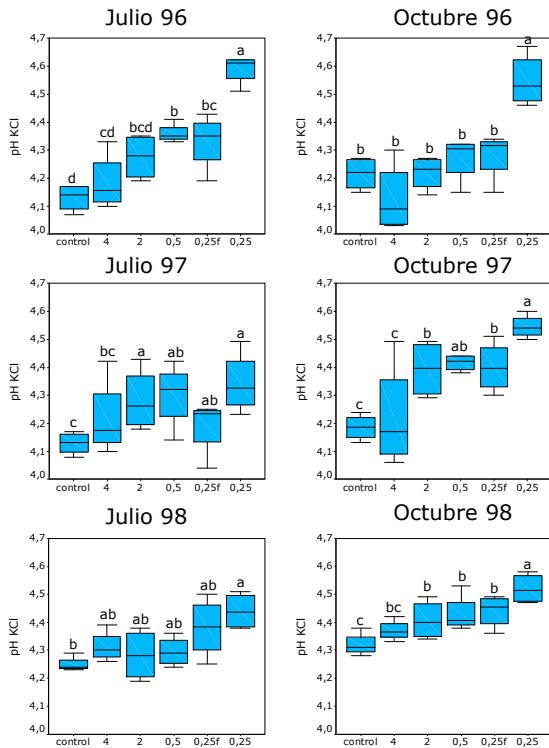 Julio 96
4,7
4,6
4,5
4,4
4,3
4,2
4,1
4,0
pH KCl
d
cd
bcd
b
bc
a
control 4 2 0,5 0,25f 0,25
Octubre 96
4,7
4,6
4,5
4,4
4,3
4,2
4,1
4,0
pH KCl
b
b
b
b
b
a
control 4 2 0,5 0,25f 0,25
Julio 97
4,7
4,6
4,5
4,4
4,3
4,2
4,1
4,0
pH KCl
c
bc
a
ab
ab
a
control 4 2 0,5 0,25f 0,25
Octubre 97
4,7
4,6
4,5
4,4
4,3
4,2
4,1
4,0
pH KCl
c
c
b
ab
b
a
control 4 2 0,5 0,25f 0,25
Julio 98
4,7
4,6
4,5
4,4
4,3
4,2
4,1
4,0
pH KCl
b
ab
ab
ab
ab
a
control 4 2 0,5 0,25f 0,25
Octubre 98
4,7
4,6
4,5
4,4
4,3
4,2
4,1
4,0
pH KCl
c
bc
b
b
b
a
control 4 2 0,5 0,25f 0,25